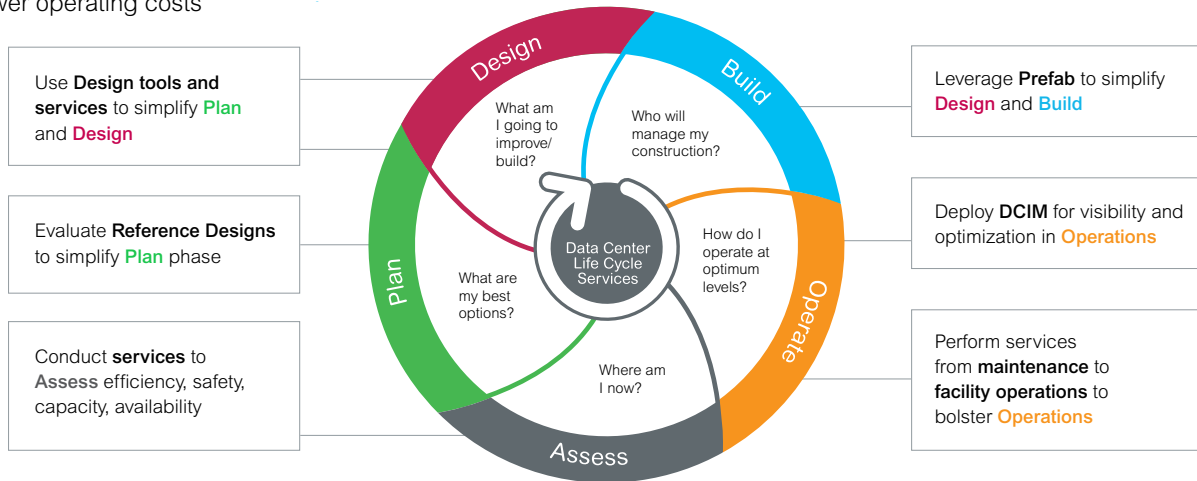 wer operating costs
Use Design tools and
services to simplify Plan
and Design
Evaluate Reference Designs
to simplify Plan phase
Conduct services to
Assess efficiency, safety,
capacity, availability
Design
Build
Operate
Assess
Plan
What am
I going to
improve/
build?
Who will
manage my
construction?
How do I
operate at
optimum
levels?
Where am
I now?
What are
my best
options?
Data Center
Life Cycle
Services
Leverage Prefab to simplify
Design and Build
Deploy DCIM for visibility and
optimization in Operations
Perform services
from maintenance to
facility operations to
bolster Operations